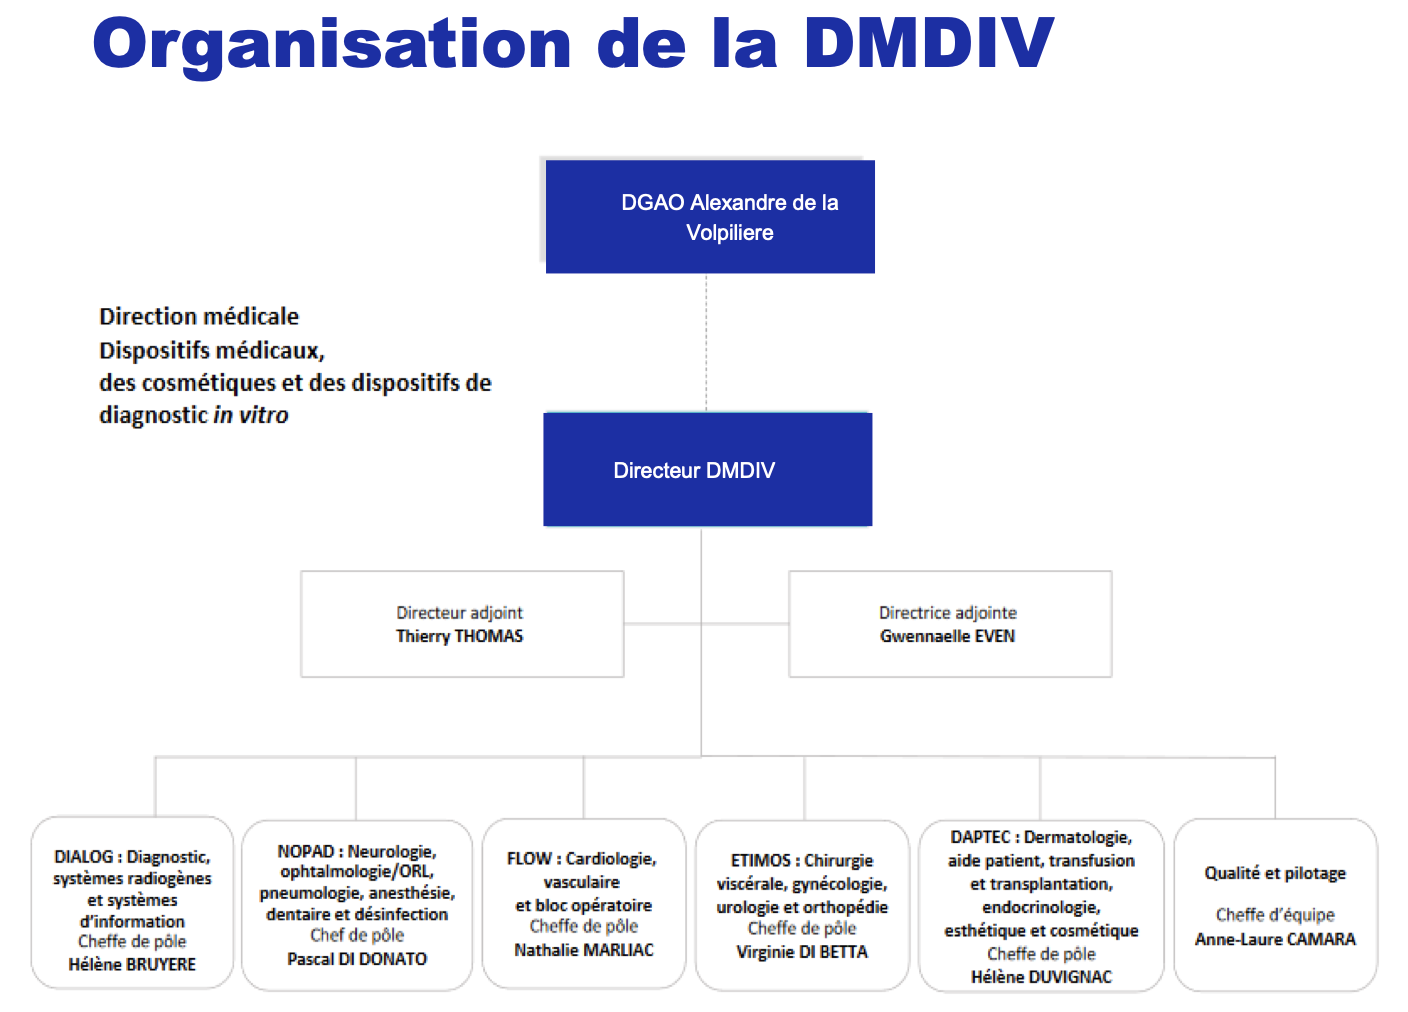 Organisation de la DMDIV
DGAO Alexandre de la
Volpiliere
Direction médicale
Dispositifs médicaux,
des cosmétiques et des dispositifs de
diagnostic in vitro
Directeur DMDIV
Directeur adjoint
Thierry THOMAS
Directrice adjointe
Gwennaelle EVEN
DIALOG : Diagnostic,
systèmes radiogènes
et systèmes
d'information
Cheffe de pôle
Hélène BRUYERE
NOPAD : Neurologie,
ophtalmologie/ORL,
pneumologie, anesthésie,
dentaire et désinfection
Chef de pôle
Pascal DI DONATO
FLOW : Cardiologie,
vasculaire
et bloc opératoire
Cheffe de pôle
Nathalie MARLIAC
ETIMOS : Chirurgie
viscérale, gynécologie,
urologie et orthopédie
Cheffe de pôle
Virginie DI BETTA
DAPTEC : Dermatologie,
aide patient, transfusion
et transplantation,
endocrinologie,
esthétique et cosmétique
Cheffe de pôle
Hélène DUVIGNAC
Qualité et pilotage
Cheffe d'équipe
Anne-Laure CAMARA